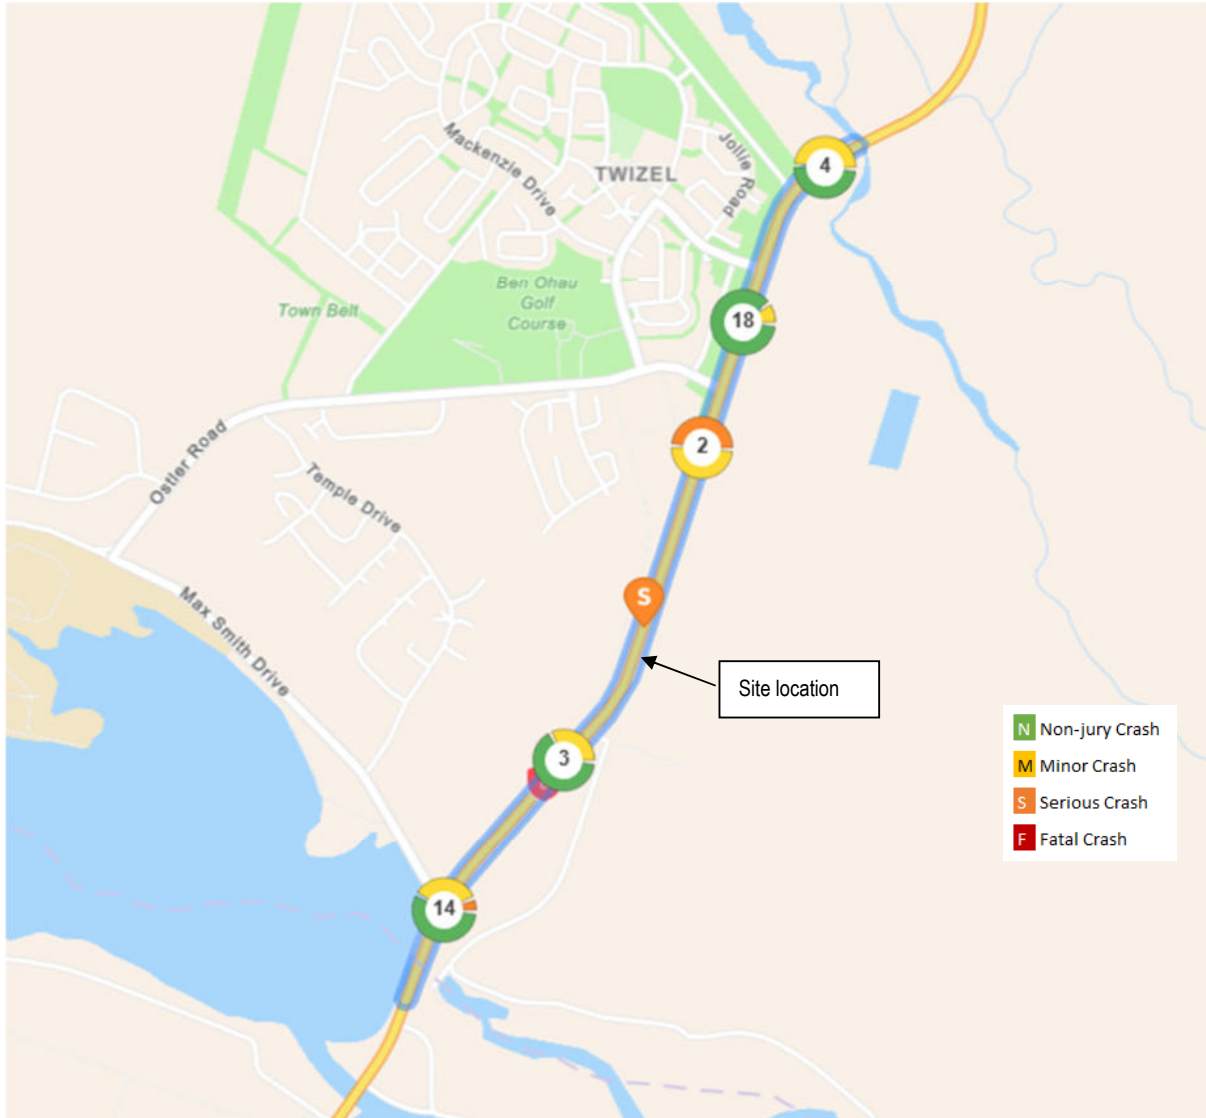 4
Jollie Road
Mackenzie Drive
TWIZEL
Ben Ohau
Golf
Course
Town Belt
18
2
Ostler Road
Temple Drive
S
Max Smith Drive
Site location
3
14
N Non-jury Crash
M Minor Crash
S Serious Crash
F Fatal Crash